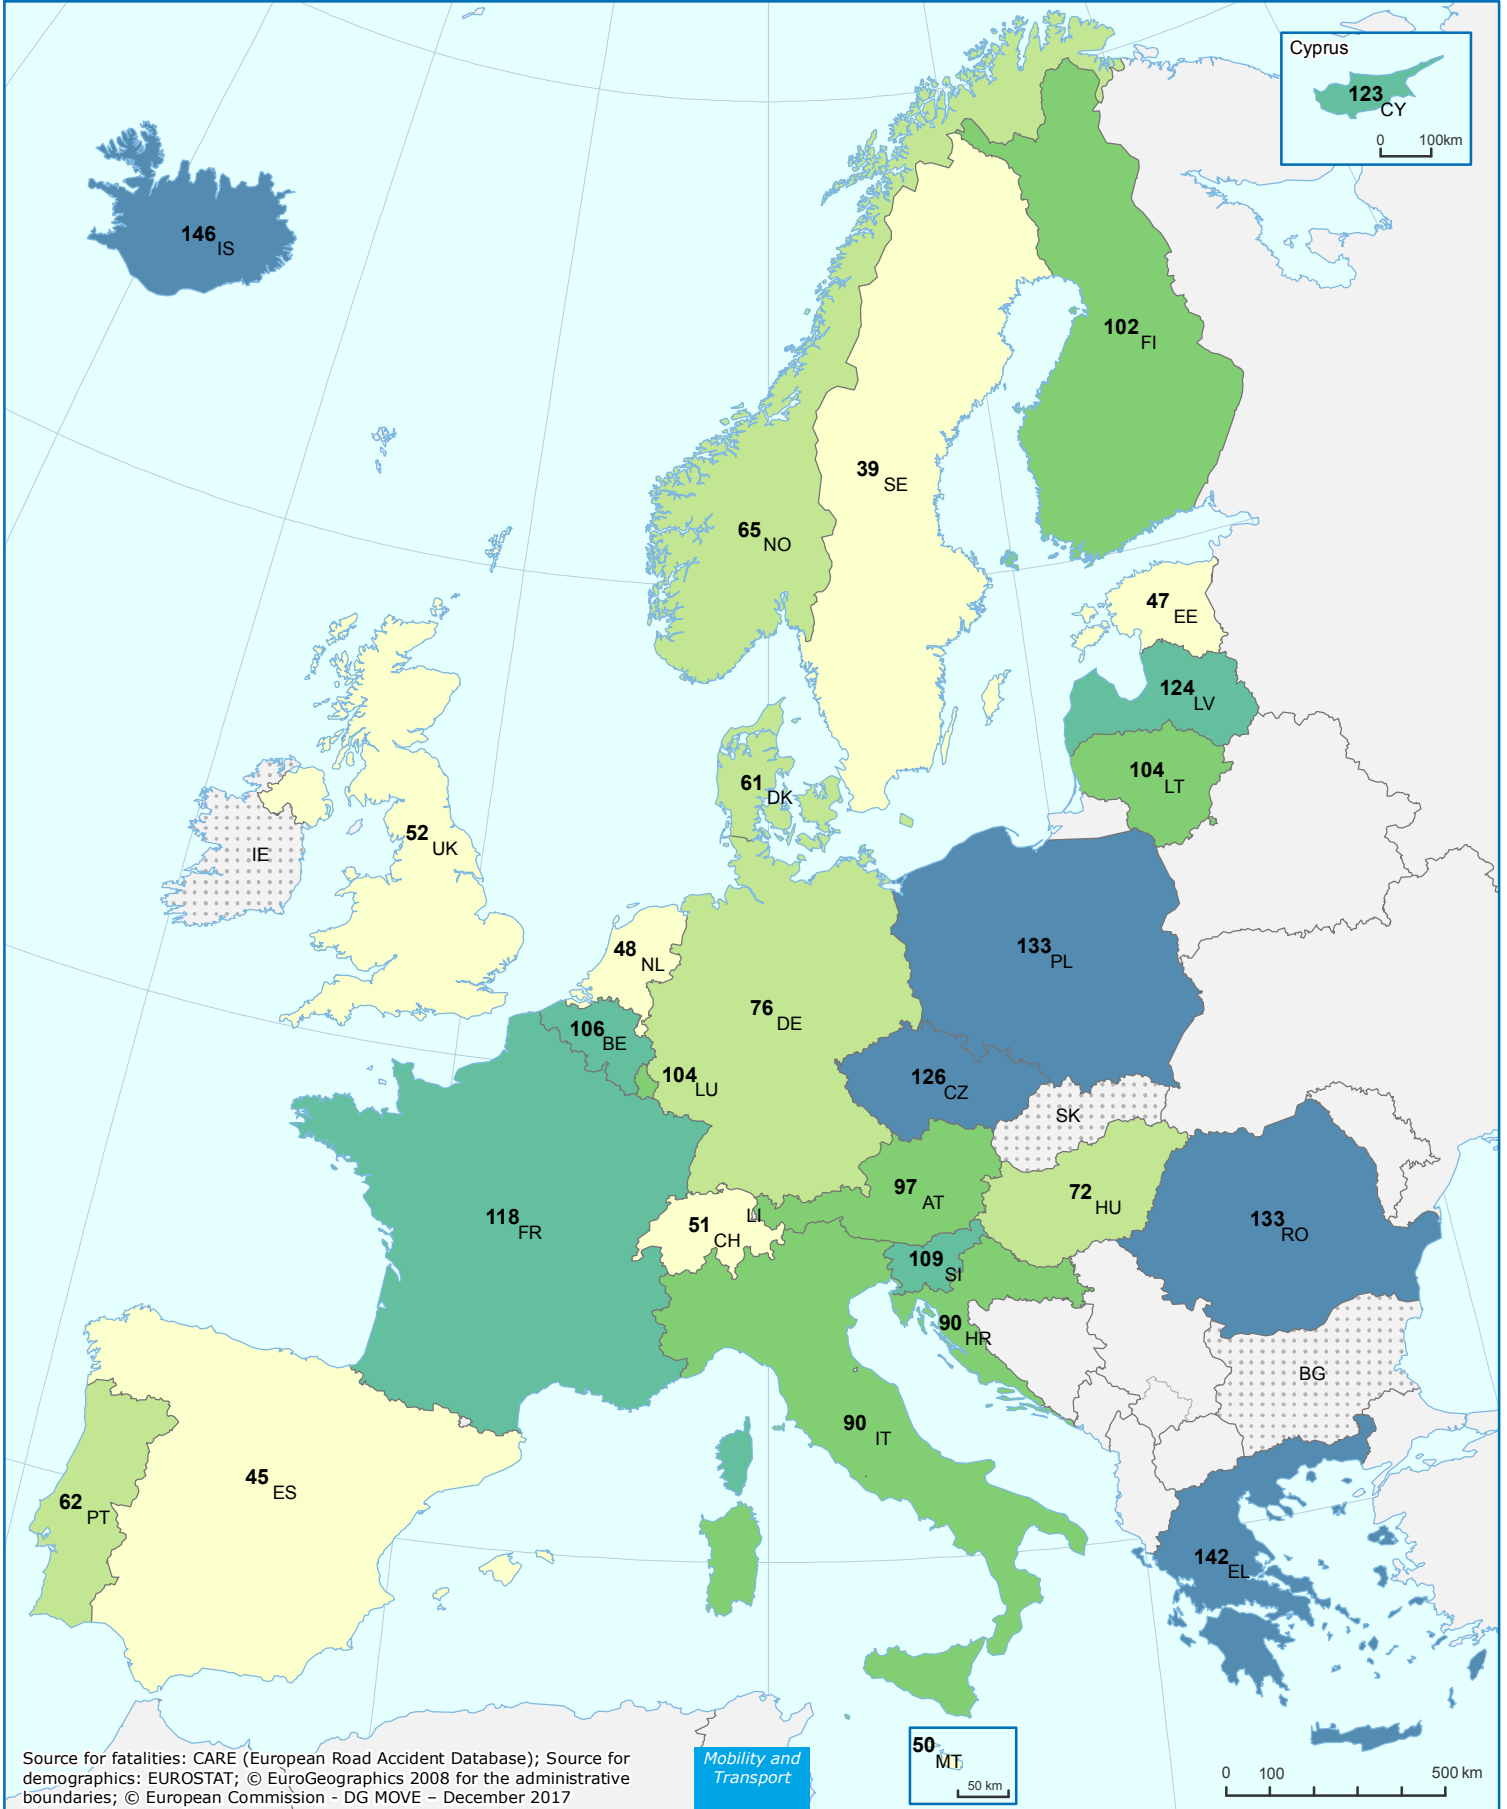 Cyprus
123
CY
0 100km
146
IS
102
FI
39
SE
65
NO
47
EE
124
LV
104
LT
61
DK
52
UK
IE
48
NL
133
PL
76
DE
106
BE
104
LU
126
CZ
SK
97
AT
72
HU
118
FR
51
CH
LI
133
RO
109
SI
90
HR
BG
90
IT
45
ES
62
PT
142
EL
50
MT
50 km
Source for fatalities: CARE (European Road Accident Database); Source for
demographics: EUROSTAT; © EuroGeographics 2008 for the administrative
boundaries; © European Commission - DG MOVE – December 2017
Mobility and
Transport
0 100 500 km